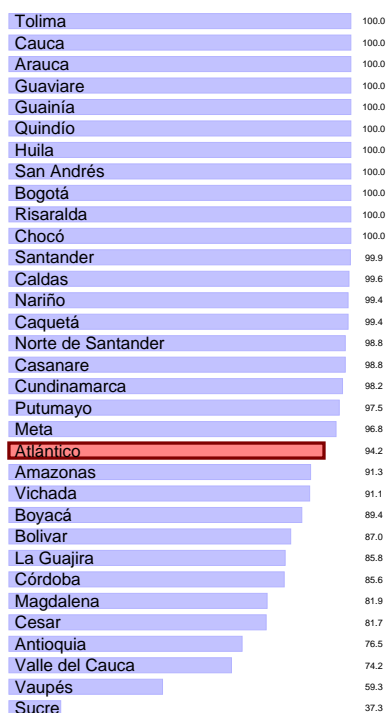 Tolima 100.0
Cauca 100.0
Arauca 100.0
Guaviare 100.0
Guainía 100.0
Quindío 100.0
Huila 100.0
San Andrés 100.0
Bogotá 100.0
Risaralda 100.0
Chocó 100.0
Santander 99.9
Caldas 99.6
Nariño 99.4
Caquetá 99.4
Norte de Santander 98.8
Casanare 98.8
Cundinamarca 98.2
Putumayo 97.5
Meta 96.8
Atlántico 94.2
Amazonas 91.3
Vichada 91.1
Boyacá 89.4
Bolivar 87.0
La Guajira 85.8
Córdoba 85.6
Magdalena 81.9
Cesar 81.7
Antioquia 76.5
Valle del Cauca 74.2
Vaupés 59.3
Sucre 37.3